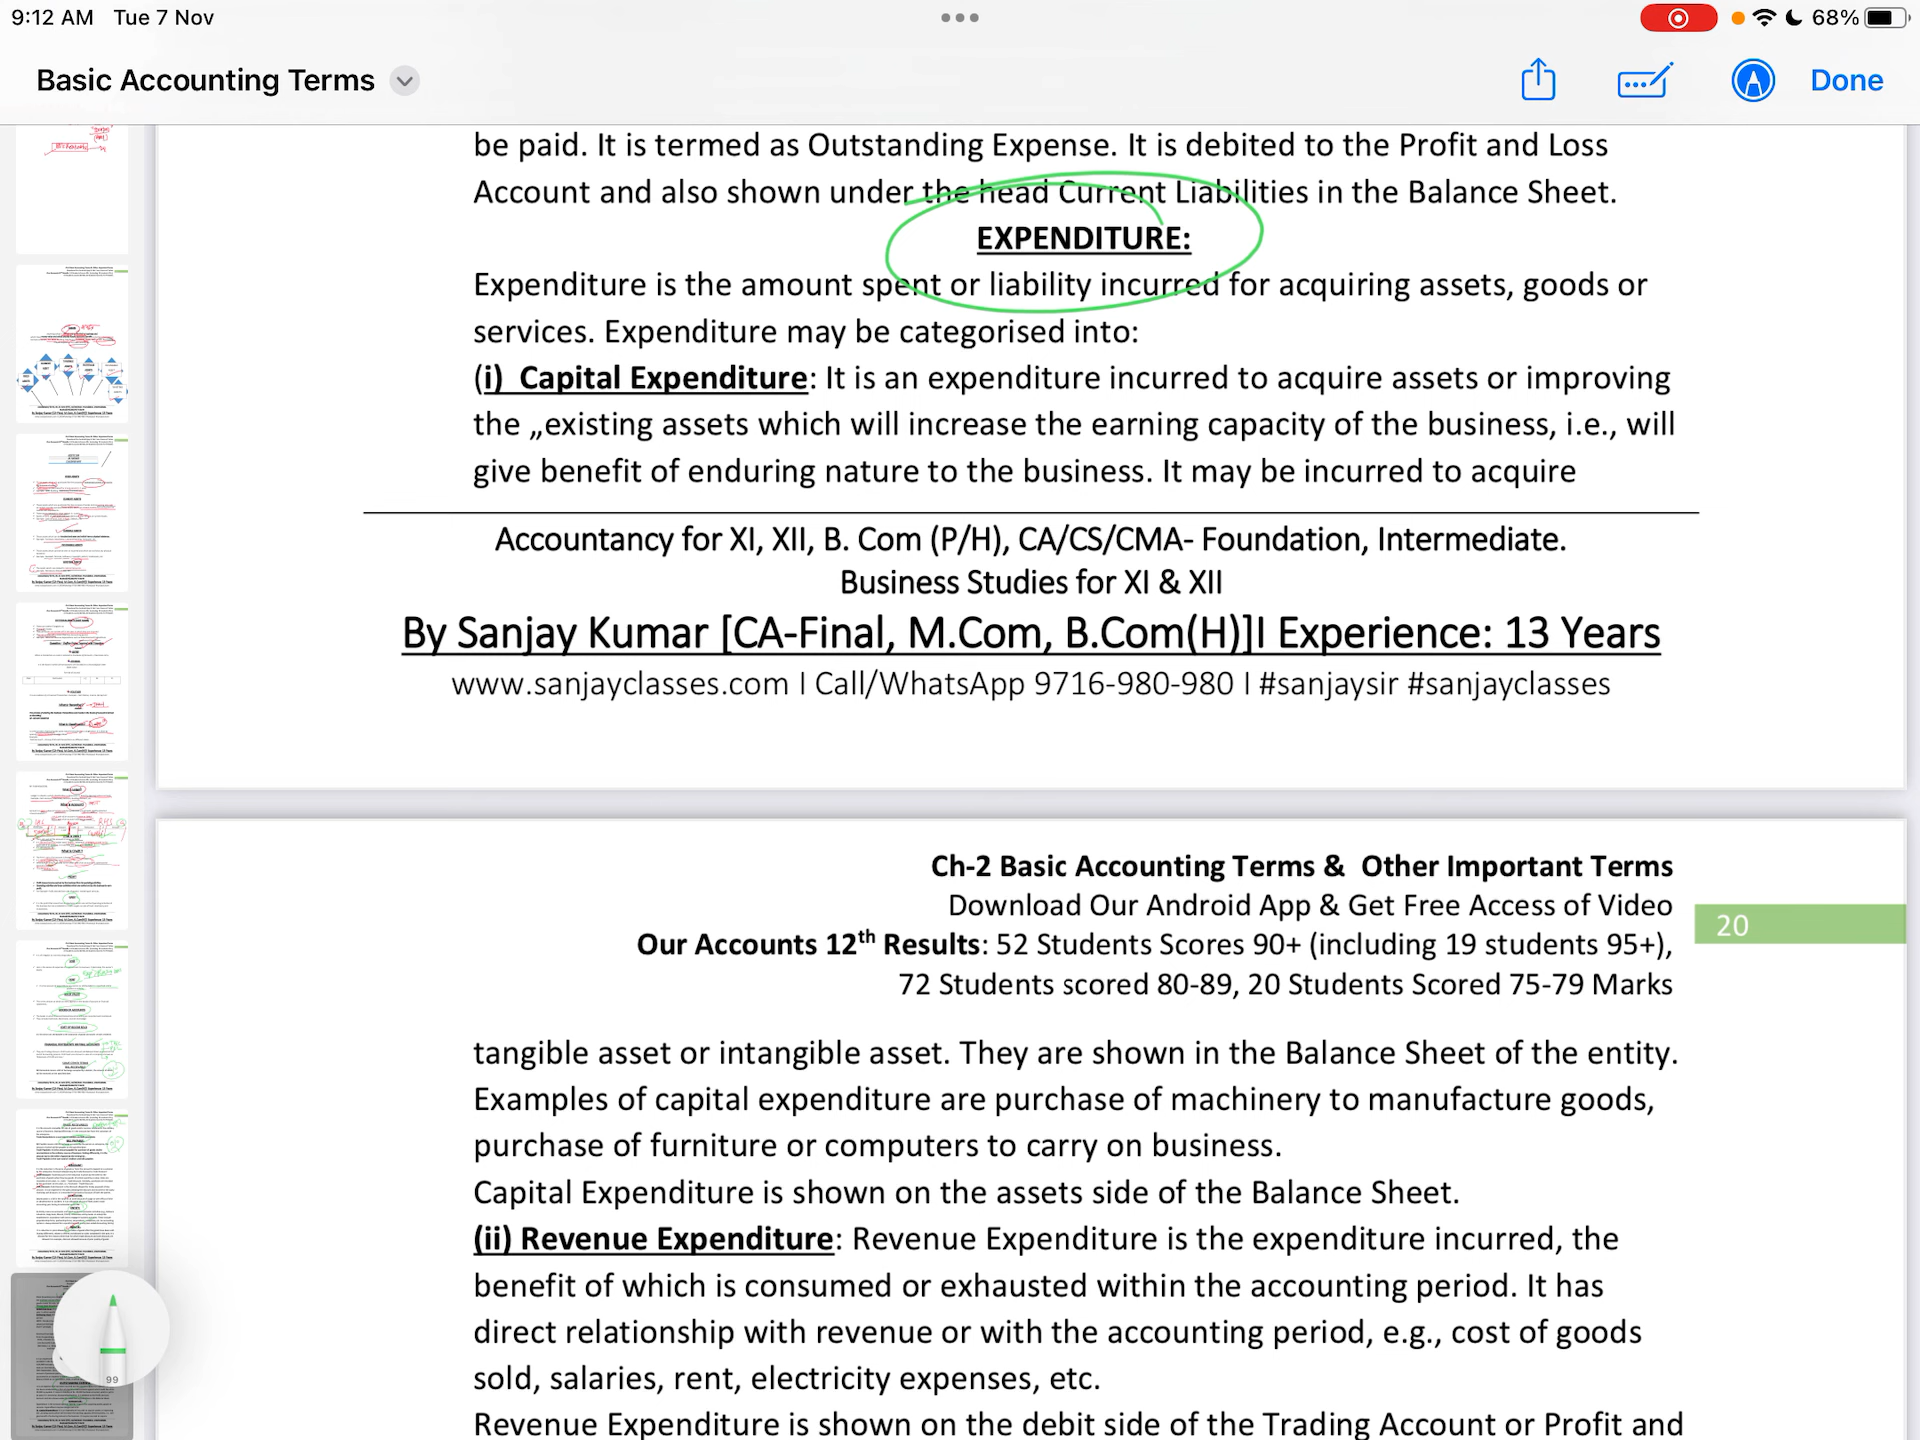 9:12 AM Tue 7 Nov
68%
Basic Accounting Terms
Done
be paid. It is termed as Outstanding Expense. It is debited to the Profit and Loss
Account and also shown under the head Current Liabilities in the Balance Sheet.
EXPENDITURE:
Expenditure is the amount spent or liability incurred for acquiring assets, goods or
services. Expenditure may be categorised into:
(i) Capital Expenditure: It is an expenditure incurred to acquire assets or improving
the „existing assets which will increase the earning capacity of the business, i.e., will
give benefit of enduring nature to the business. It may be incurred to acquire
Accountancy for XI, XII, B. Com (P/H), CA/CS/CMA- Foundation, Intermediate.
Business Studies for XI & XII
By Sanjay Kumar [CA-Final, M.Com, B.Com(H)]I Experience: 13 Years
www.sanjayclasses.com I Call/WhatsApp 9716-980-980 I #sanjaysir #sanjayclasses
Ch-2 Basic Accounting Terms & Other Important Terms
Download Our Android App & Get Free Access of Video
20
Our Accounts 12th Results: 52 Students Scores 90+ (including 19 students 95+),
72 Students scored 80-89, 20 Students Scored 75-79 Marks
tangible asset or intangible asset. They are shown in the Balance Sheet of the entity.
Examples of capital expenditure are purchase of machinery to manufacture goods,
purchase of furniture or computers to carry on business.
Capital Expenditure is shown on the assets side of the Balance Sheet.
(ii) Revenue Expenditure: Revenue Expenditure is the expenditure incurred, the
benefit of which is consumed or exhausted within the accounting period. It has
direct relationship with revenue or with the accounting period, e.g., cost of goods
sold, salaries, rent, electricity expenses, etc.
Revenue Expenditure is shown on the debit side of the Trading Account or Profit and
99